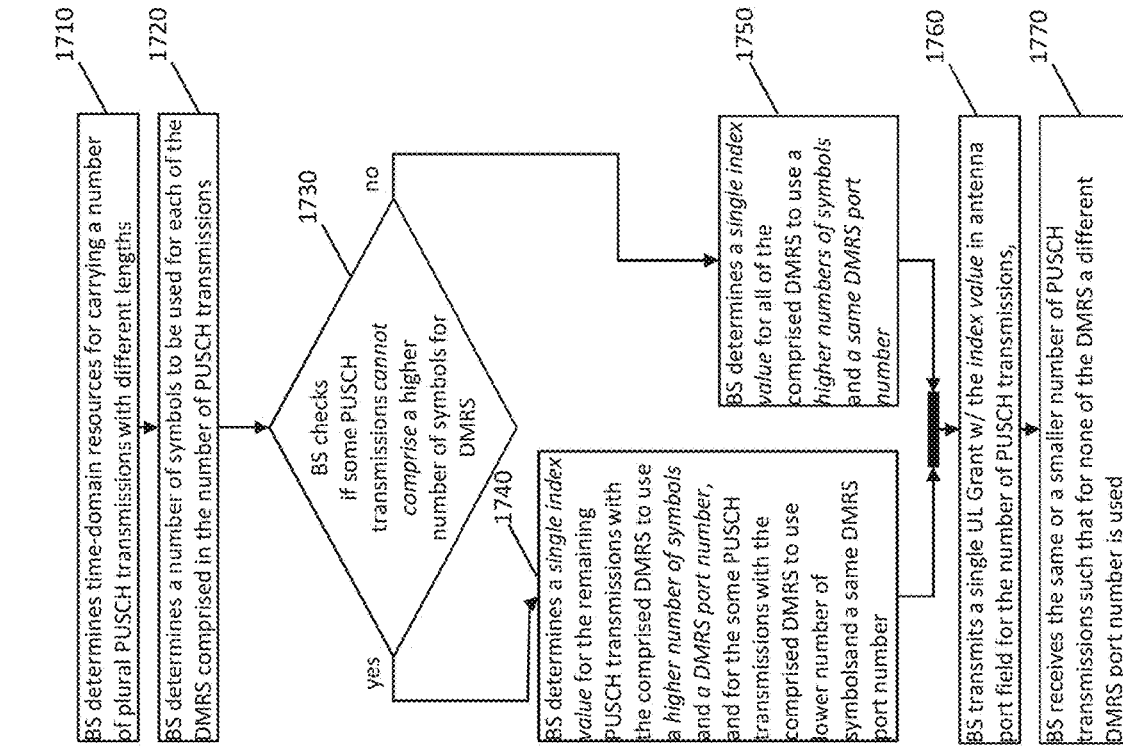 1710
BS determines time-domain resources for carrying a number
of plural PUSCH transmissions with different lengths
1720
BS determines a number of symbols to be used for each of the
DMRS comprised in the number of PUSCH transmissions
1730
BS checks
if some PUSCH
transmissions cannot
comprise a higher
number of symbols for
DMRS
yes
no
1740
BS determines a single index
value for the remaining
PUSCH transmissions with
the comprised DMRS to use
a higher number of symbols
and a DMRS port number,
and for the some PUSCH
transmissions with the
comprised DMRS to use
lower number of
symbolsand a same DMRS
port number
1750
BS determines a single index
value for all of the
comprised DMRS to use a
higher numbers of symbols
and a same DMRS port
number
1760
BS transmits a single UL Grant w/ the index value in antenna
port field for the number of PUSCH transmissions,
1770
BS receives the same or a smaller number of PUSCH
transmissions such that for none of the DMRS a different
DMRS port number is used